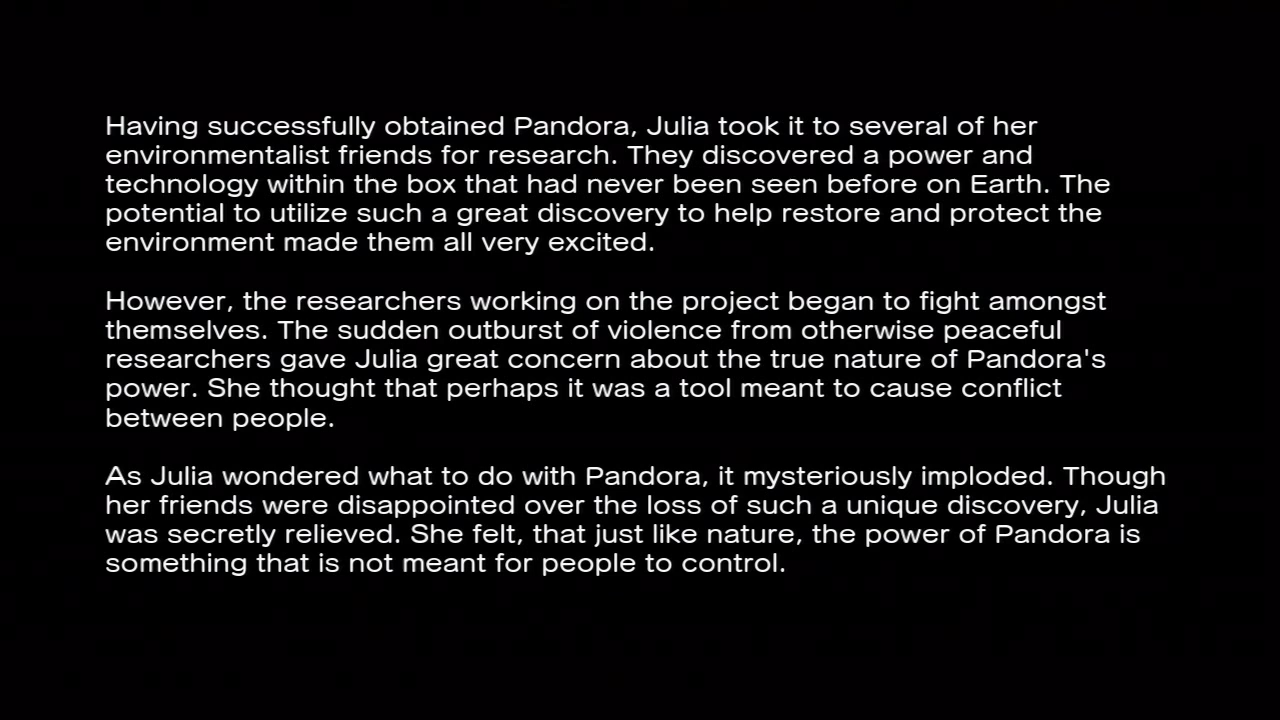 Having successfully obtained Pandora, Julia took it to several of her
environmentalist friends for research. They discovered a power and
technology within the box that had never been seen before on Earth. The
potential to utilize such a great discovery to help restore and protect the
environment made them all very excited.
However, the researchers working on the project began to fight amongst
themselves. The sudden outburst of violence from otherwise peaceful
researchers gave Julia great concern about the true nature of Pandora's
power. She thought that perhaps it was a tool meant to cause conflict
between people.
As Julia wondered what to do with Pandora, it mysteriously imploded. Though
her friends were disappointed over the loss of such a unique discovery, Julia
was secretly relieved. She felt, that just like nature, the power of Pandora is
something that is not meant for people to control.